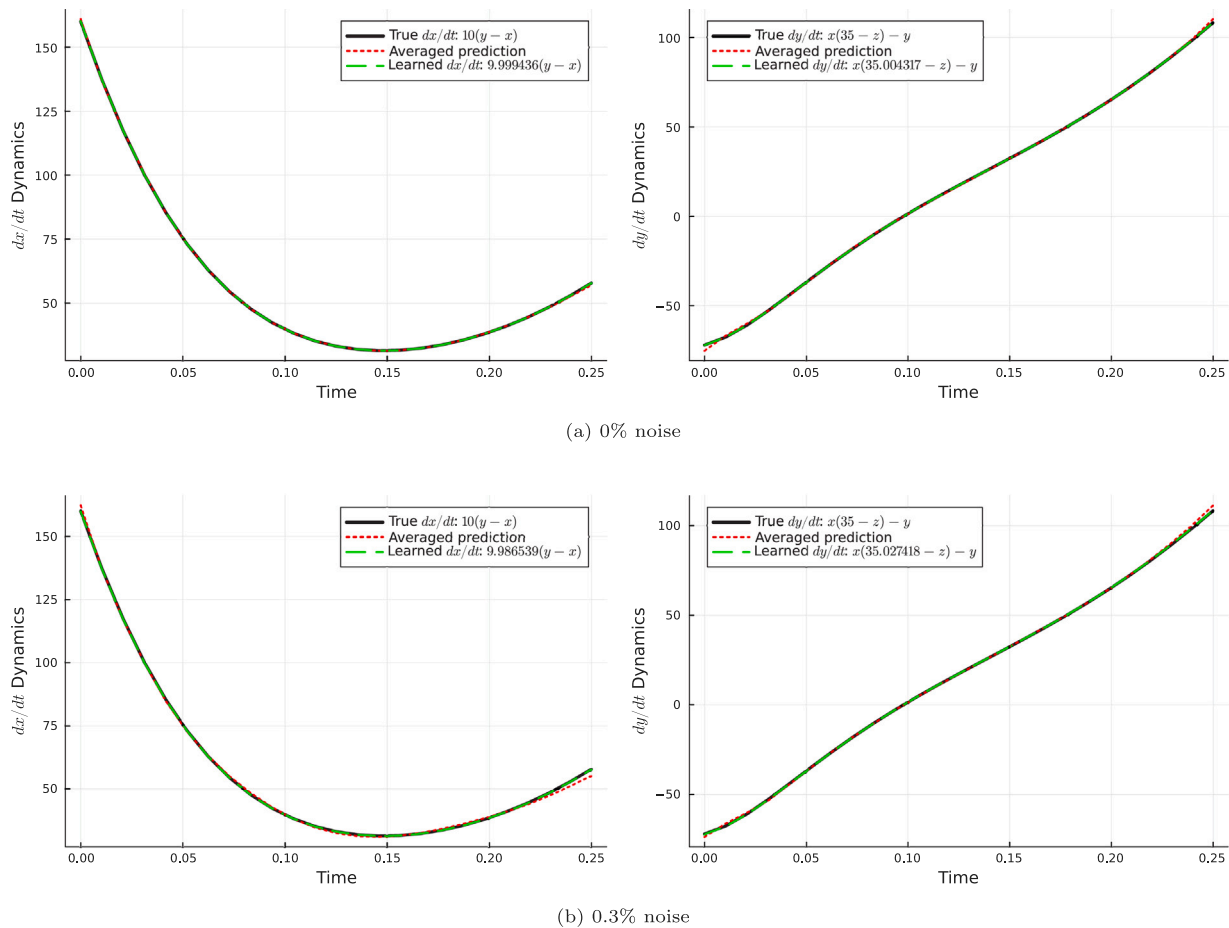 True dx/dt: 10(y − x)
Averaged prediction
Learned dx/dt: 9.999436(y − x)
dx/dt Dynamics
150
125
100
75
50
0.00 0.05 0.10 0.15 0.20 0.25
Time
True dy/dt: x(35 − z) − y
Averaged prediction
Learned dy/dt: x(35.004317 − z) − y
dy/dt Dynamics
100
50
0
−50
0.00 0.05 0.10 0.15 0.20 0.25
Time
(a) 0% noise
True dx/dt: 10(y − x)
Averaged prediction
Learned dx/dt: 9.986539(y − x)
dx/dt Dynamics
150
125
100
75
50
0.00 0.05 0.10 0.15 0.20 0.25
Time
True dy/dt: x(35 − z) − y
Averaged prediction
Learned dy/dt: x(35.027418 − z) − y
dy/dt Dynamics
100
50
0
−50
0.00 0.05 0.10 0.15 0.20 0.25
Time
(b) 0.3% noise